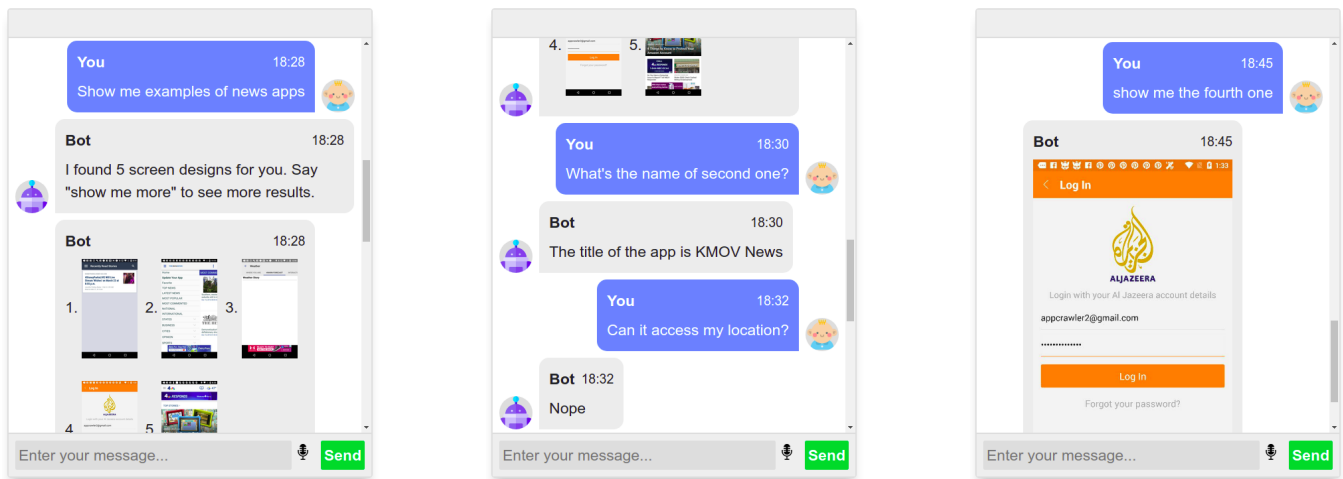 You 18:28
Show me examples of news apps
Bot 18:28
I found 5 screen designs for you. Say
"show me more" to see more results.
Bot 18:28
1. 2. 3.
Log In
ALJAZEERA
4 5
Enter your message... Send
4. 5.
You 18:30
What's the name of second one?
Bot 18:30
The title of the app is KMOV News
You 18:32
Can it access my location?
Bot 18:32
Nope
Enter your message... Send
You 18:45
show me the fourth one
Bot 18:45
1:33
Log In
ALJAZEERA
Login with your Al Jazeera account details
appcrawler2@gmail.com
Log In
Forgot your password?
Enter your message... Send